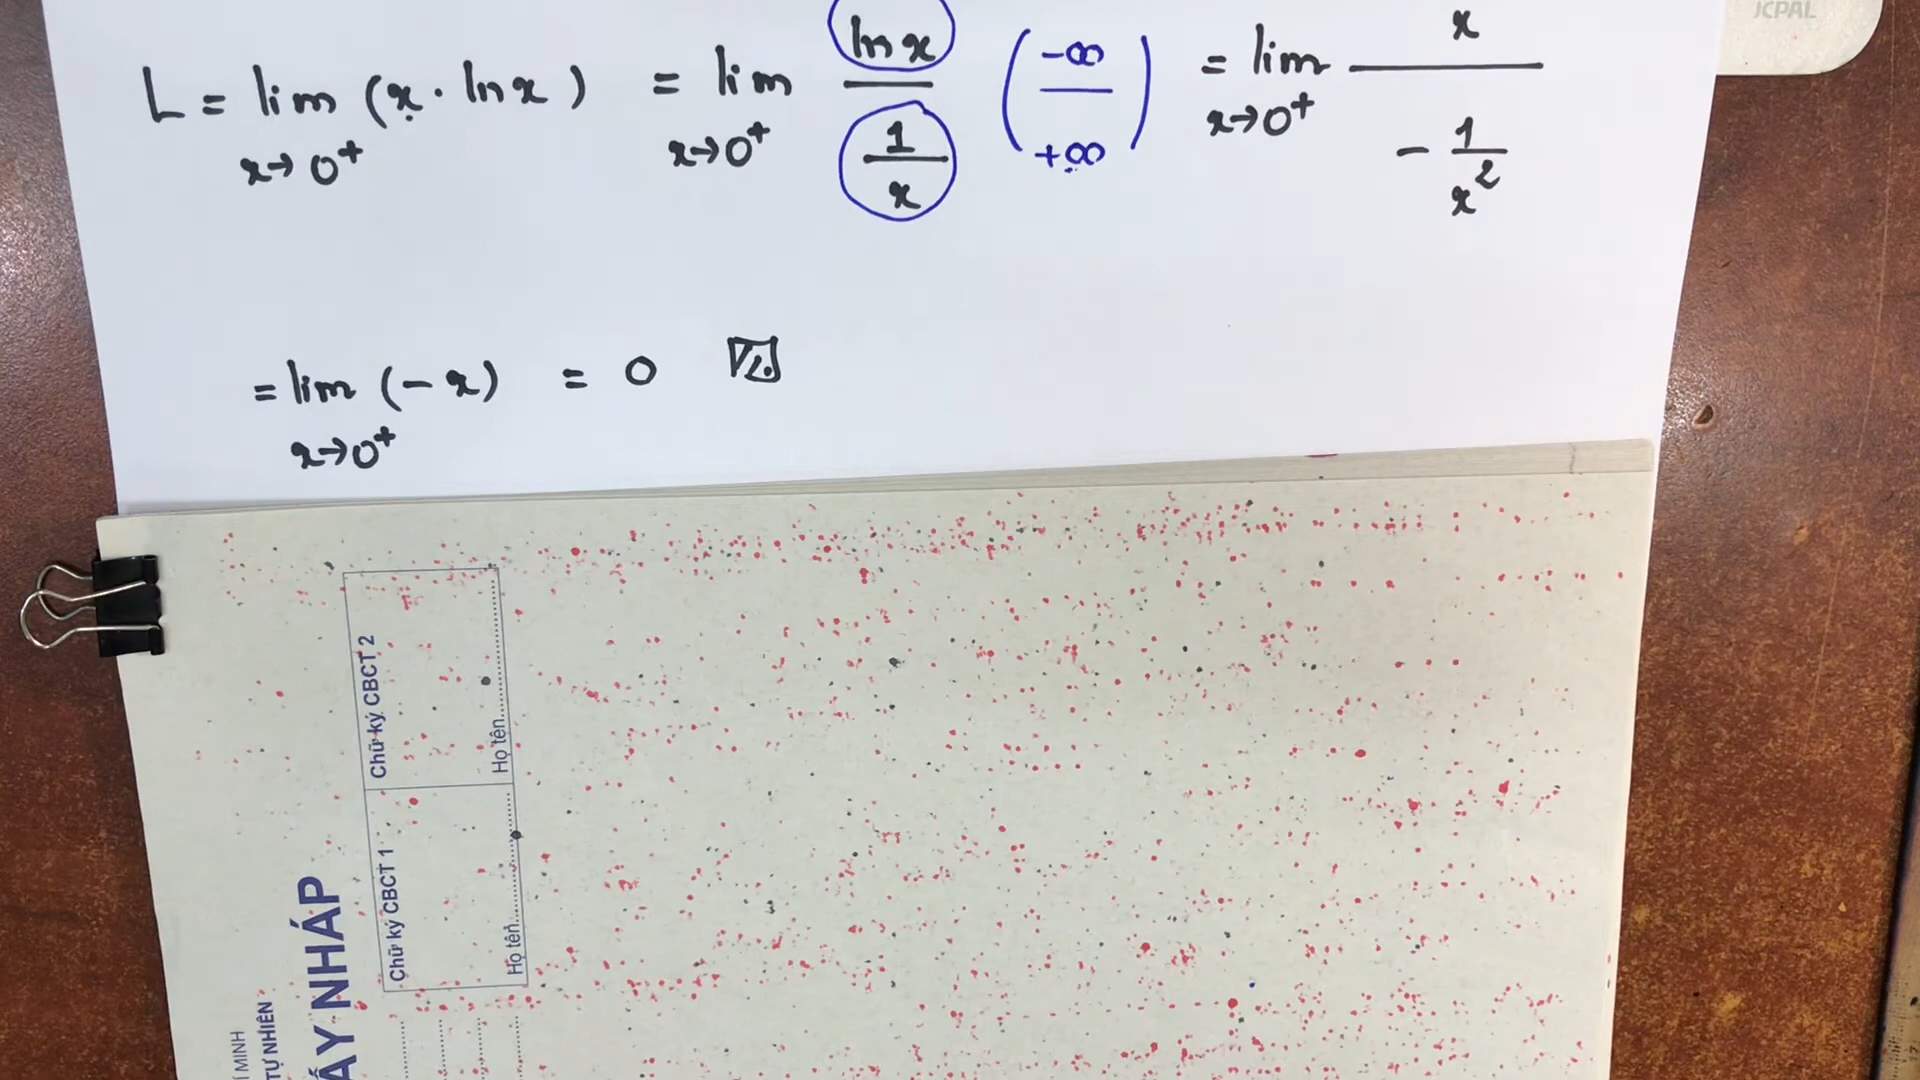 JCPAL
L = lim (x · ln x) = lim ln x / (1/x) (-∞ / +∞) = lim x / (- 1/x²)
x→0⁺ x→0⁺ x→0⁺
= lim (-x) = 0
x→0⁺
Chữ ký CBCT 1
Họ tên
Chữ ký CBCT 2
Họ tên
ẤY NHÁP
TỰ NHIÊN
Í MINH